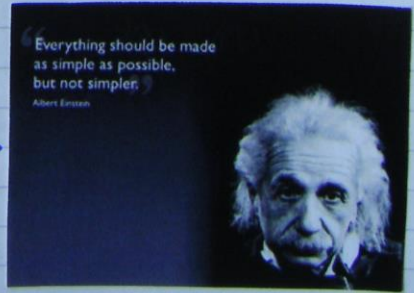 “Everything should be made
as simple as possible,
but not simpler.”
Albert Einstein